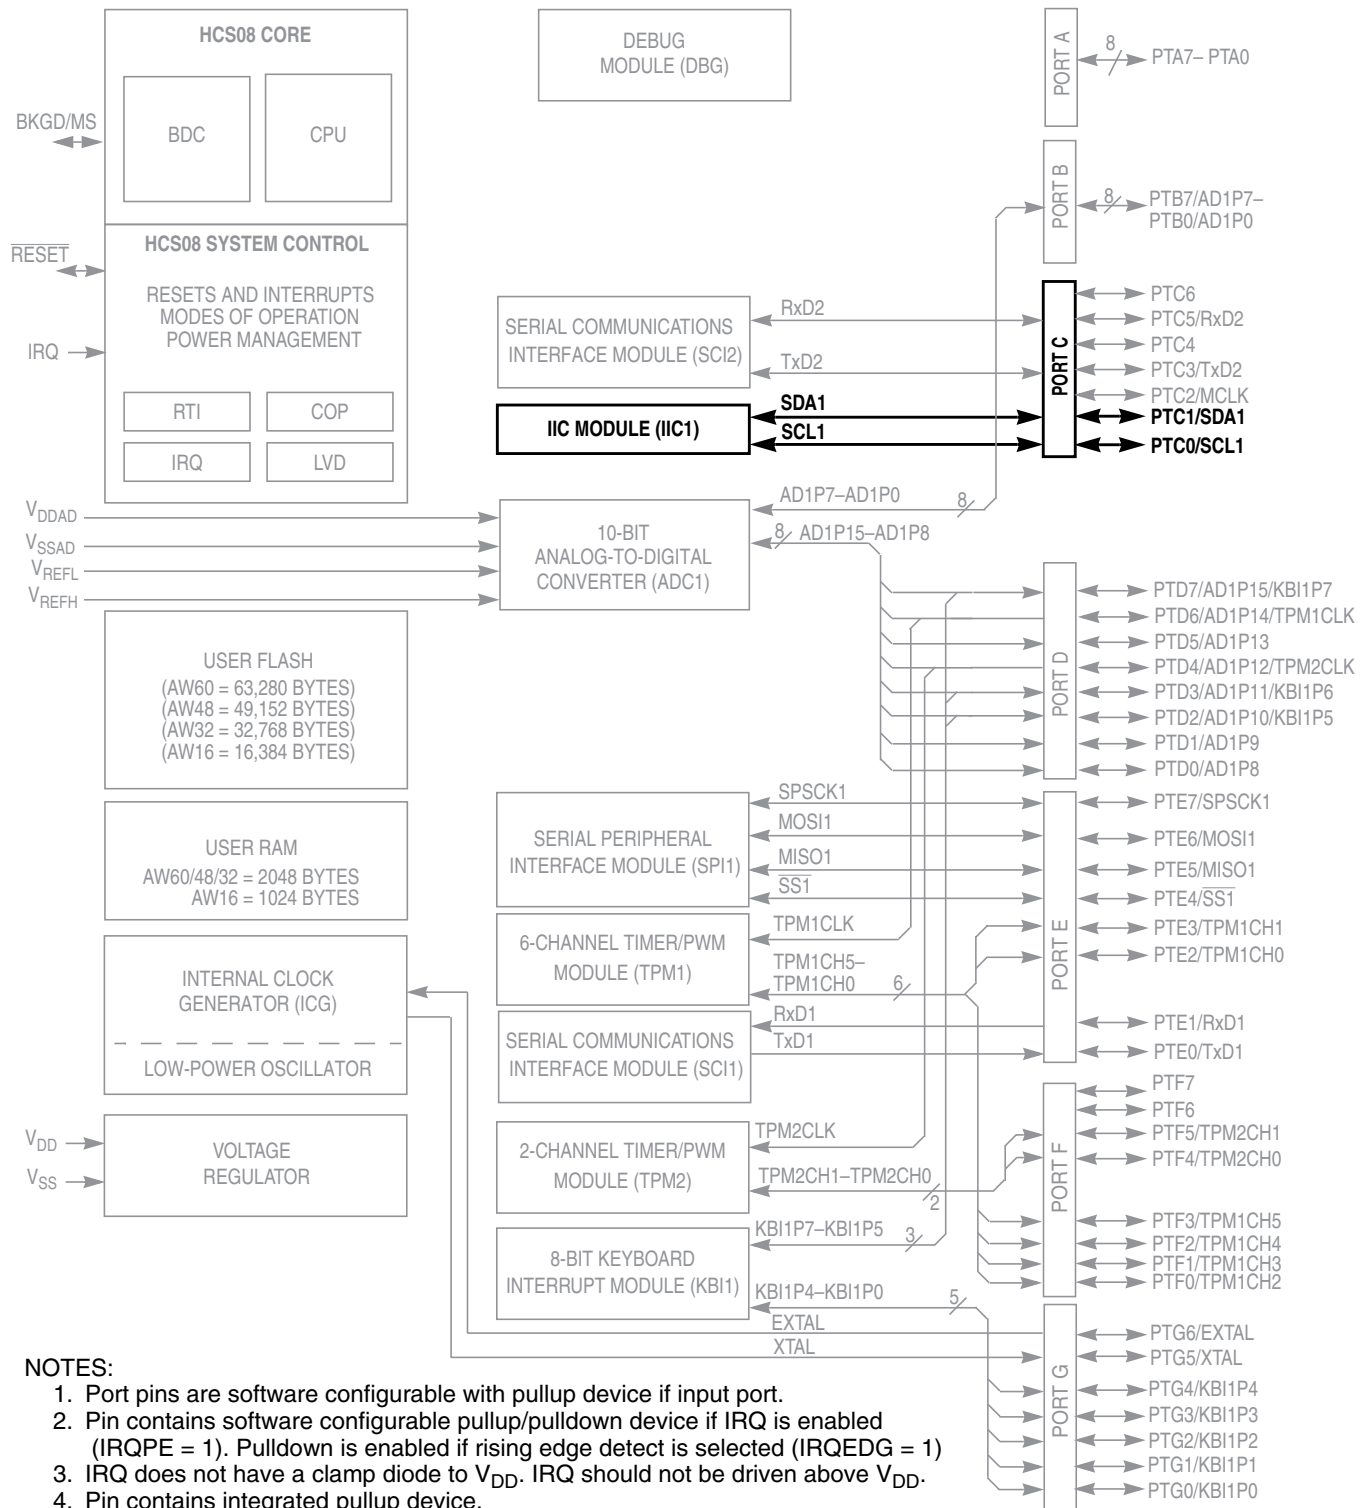 HCS08 CORE
BDC
CPU
BKGD/MS
HCS08 SYSTEM CONTROL
RESET
RESETS AND INTERRUPTS
MODES OF OPERATION
POWER MANAGEMENT
IRQ
RTI
COP
IRQ
LVD
VDDAD
VSSAD
VREFL
VREFH
USER FLASH
(AW60 = 63,280 BYTES)
(AW48 = 49,152 BYTES)
(AW32 = 32,768 BYTES)
(AW16 = 16,384 BYTES)
USER RAM
AW60/48/32 = 2048 BYTES
AW16 = 1024 BYTES
INTERNAL CLOCK
GENERATOR (ICG)
LOW-POWER OSCILLATOR
VDD
VSS
VOLTAGE
REGULATOR
DEBUG
MODULE (DBG)
SERIAL COMMUNICATIONS
INTERFACE MODULE (SCI2)
RxD2
TxD2
IIC MODULE (IIC1)
SDA1
SCL1
10-BIT
ANALOG-TO-DIGITAL
CONVERTER (ADC1)
AD1P7–AD1P0
8
8
AD1P15–AD1P8
SERIAL PERIPHERAL
INTERFACE MODULE (SPI1)
SPSCK1
MOSI1
MISO1
SS1
6-CHANNEL TIMER/PWM
MODULE (TPM1)
TPM1CLK
TPM1CH5–
TPM1CH0
6
SERIAL COMMUNICATIONS
INTERFACE MODULE (SCI1)
RxD1
TxD1
2-CHANNEL TIMER/PWM
MODULE (TPM2)
TPM2CLK
TPM2CH1–TPM2CH0
2
8-BIT KEYBOARD
INTERRUPT MODULE (KBI1)
KBI1P7–KBI1P5
3
KBI1P4–KBI1P0
5
EXTAL
XTAL
PORT A
8
PTA7– PTA0
PORT B
8
PTB7/AD1P7–
PTB0/AD1P0
PORT C
PTC6
PTC5/RxD2
PTC4
PTC3/TxD2
PTC2/MCLK
PTC1/SDA1
PTC0/SCL1
PORT D
PTD7/AD1P15/KBI1P7
PTD6/AD1P14/TPM1CLK
PTD5/AD1P13
PTD4/AD1P12/TPM2CLK
PTD3/AD1P11/KBI1P6
PTD2/AD1P10/KBI1P5
PTD1/AD1P9
PTD0/AD1P8
PORT E
PTE7/SPSCK1
PTE6/MOSI1
PTE5/MISO1
PTE4/SS1
PTE3/TPM1CH1
PTE2/TPM1CH0
PTE1/RxD1
PTE0/TxD1
PORT F
PTF7
PTF6
PTF5/TPM2CH1
PTF4/TPM2CH0
PTF3/TPM1CH5
PTF2/TPM1CH4
PTF1/TPM1CH3
PTF0/TPM1CH2
PORT G
PTG6/EXTAL
PTG5/XTAL
PTG4/KBI1P4
PTG3/KBI1P3
PTG2/KBI1P2
PTG1/KBI1P1
PTG0/KBI1P0
NOTES:
1. Port pins are software configurable with pullup device if input port.
2. Pin contains software configurable pullup/pulldown device if IRQ is enabled
(IRQPE = 1). Pulldown is enabled if rising edge detect is selected (IRQEDG = 1)
3. IRQ does not have a clamp diode to VDD. IRQ should not be driven above VDD.
4. Pin contains integrated pullup device.